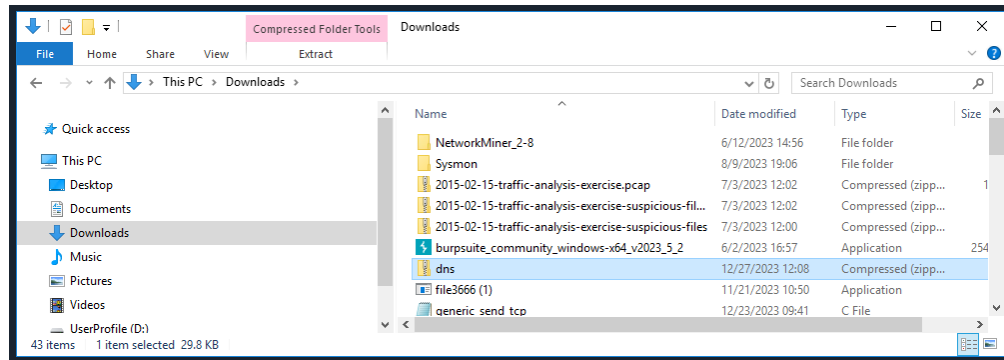 Compressed Folder Tools Downloads
File Home Share View Extract
This PC > Downloads >
Search Downloads
Name Date modified Type Size
Quick access
NetworkMiner_2-8 6/12/2023 14:56 File folder
This PC
Sysmon 8/9/2023 19:06 File folder
Desktop
2015-02-15-traffic-analysis-exercise.pcap 7/3/2023 12:02 Compressed (zipp... 1
Documents
2015-02-15-traffic-analysis-exercise-suspicious-fil... 7/3/2023 12:02 Compressed (zipp...
Downloads
2015-02-15-traffic-analysis-exercise-suspicious-files 7/3/2023 12:00 Compressed (zipp...
Music
burpsuite_community_windows-x64_v2023_5_2 6/2/2023 16:57 Application 254
Pictures
dns 12/27/2023 12:08 Compressed (zipp...
Videos
file3666 (1) 11/21/2023 10:50 Application
UserProfile (D:)
generic_send_tcp 12/23/2023 09:41 C File
43 items 1 item selected 29.8 KB